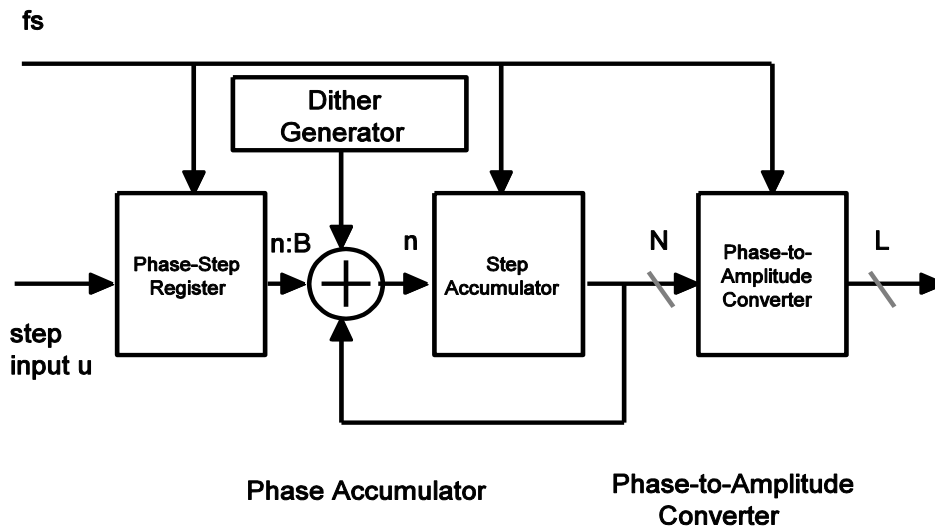 fs
Dither
Generator
n:B
n
N
L
Phase-Step
Register
Step
Accumulator
Phase-to-
Amplitude
Converter
step
input u
Phase Accumulator
Phase-to-Amplitude
Converter